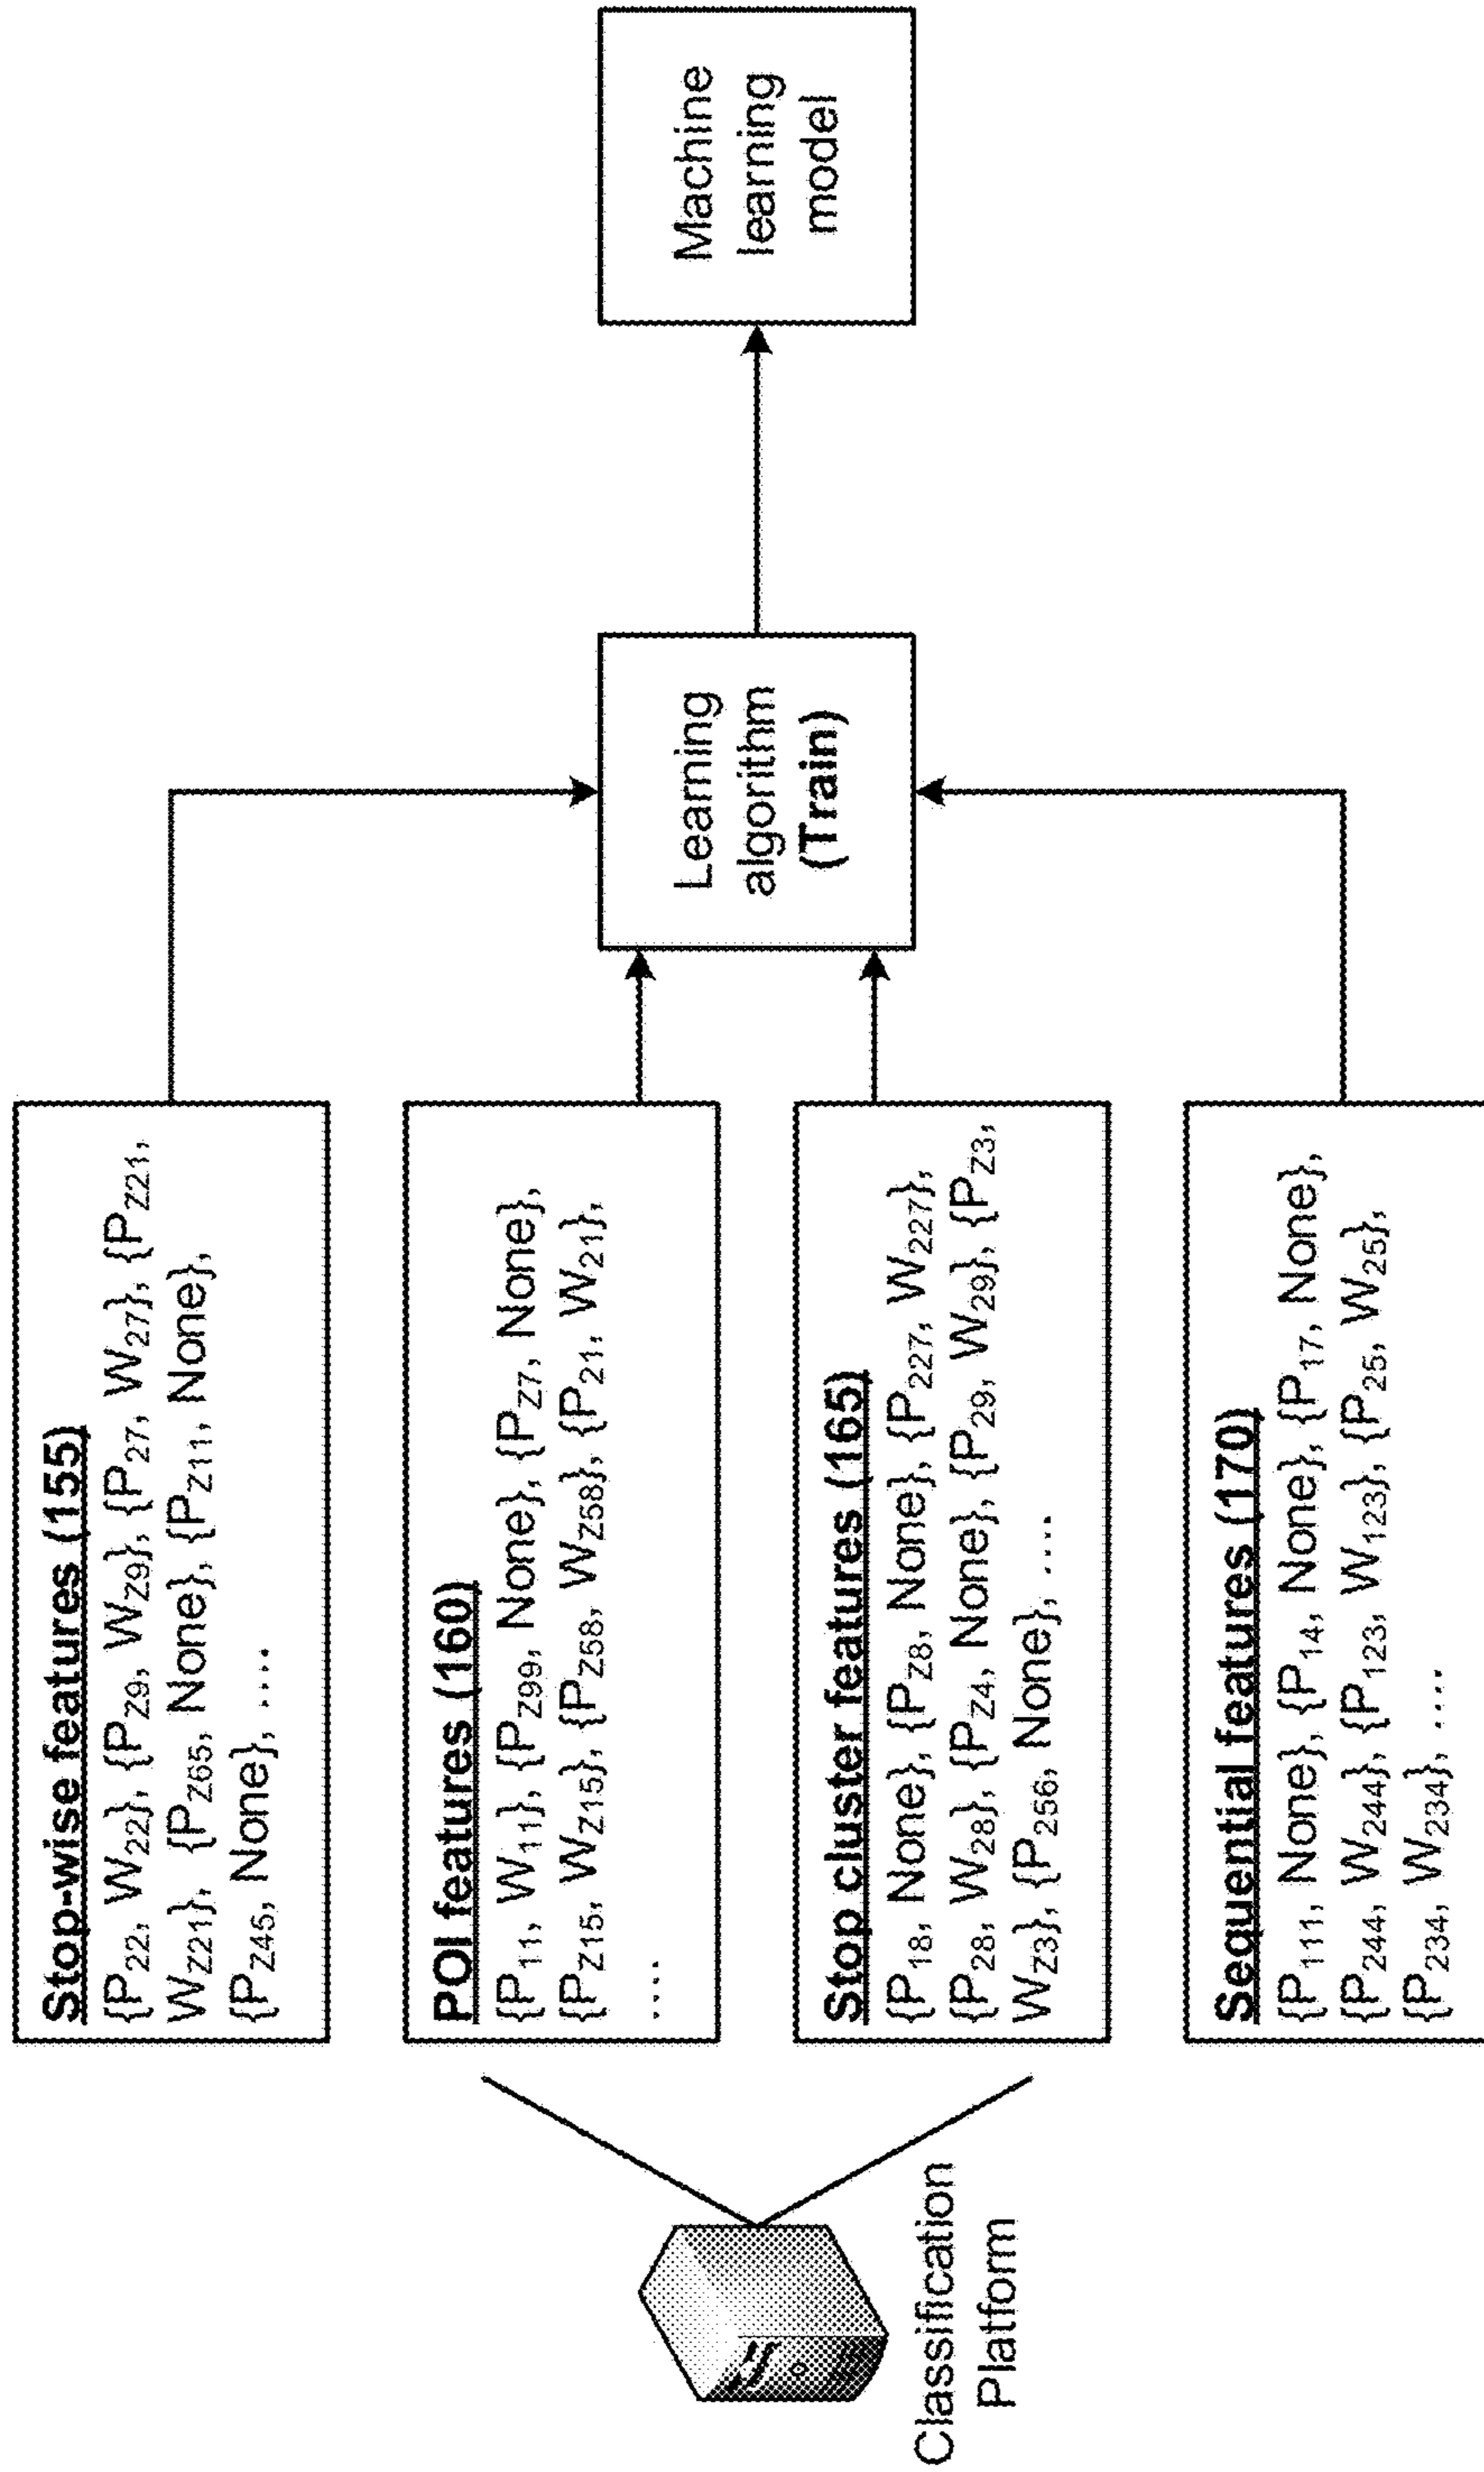 Stop-wise features (155)
{P22, W22}, {PZ9, WZ9}, {P27, W27}, {PZ21,
WZ21}, {PZ65, None}, {PZ11, None},
{PZ45, None}, ....
POI features (160)
{P11, W11}, {PZ99, None}, {PZ7, None},
{PZ15, WZ15}, {PZ58, WZ58}, {P21, W21},
....
Stop cluster features (165)
{P18, None}, {PZ8, None}, {P227, W227},
{P28, W28}, {PZ4, None}, {P29, W29}, {PZ3,
WZ3}, {P256, None}, ....
Sequential features (170)
{P111, None}, {P14, None}, {P17, None},
{P244, W244}, {P123, W123}, {P25, W25},
{P234, W234}, ....
Classification
Platform
Learning
algorithm
(Train)
Machine
learning
model